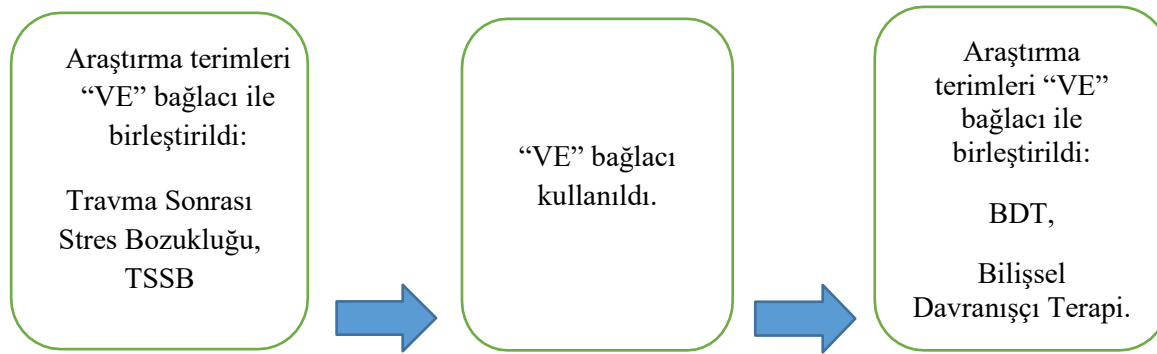 Araştırma terimleri
“VE” bağlacı ile
birleştirildi:
Travma Sonrası
Stres Bozukluğu,
TSSB
“VE” bağlacı
kullanıldı.
Araştırma
terimleri “VE”
bağlacı ile
birleştirildi:
BDT,
Bilişsel
Davranışçı Terapi.